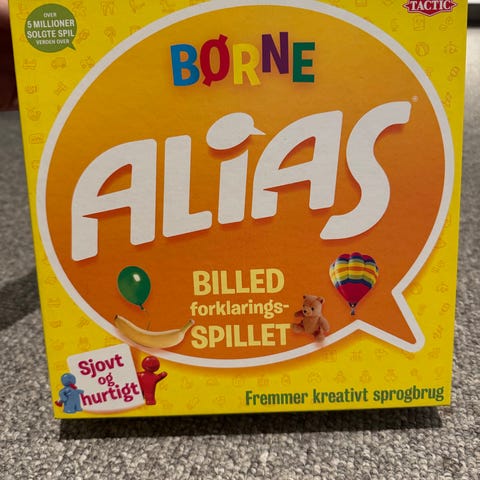 OVER
5 MILLIONER
SOLGTE SPIL
VERDEN OVER
TACTIC
BØRNE
ALiAS
BILLED
forklarings-
SPILLET
Sjovt
og
hurtigt
Fremmer kreativt sprogbrug